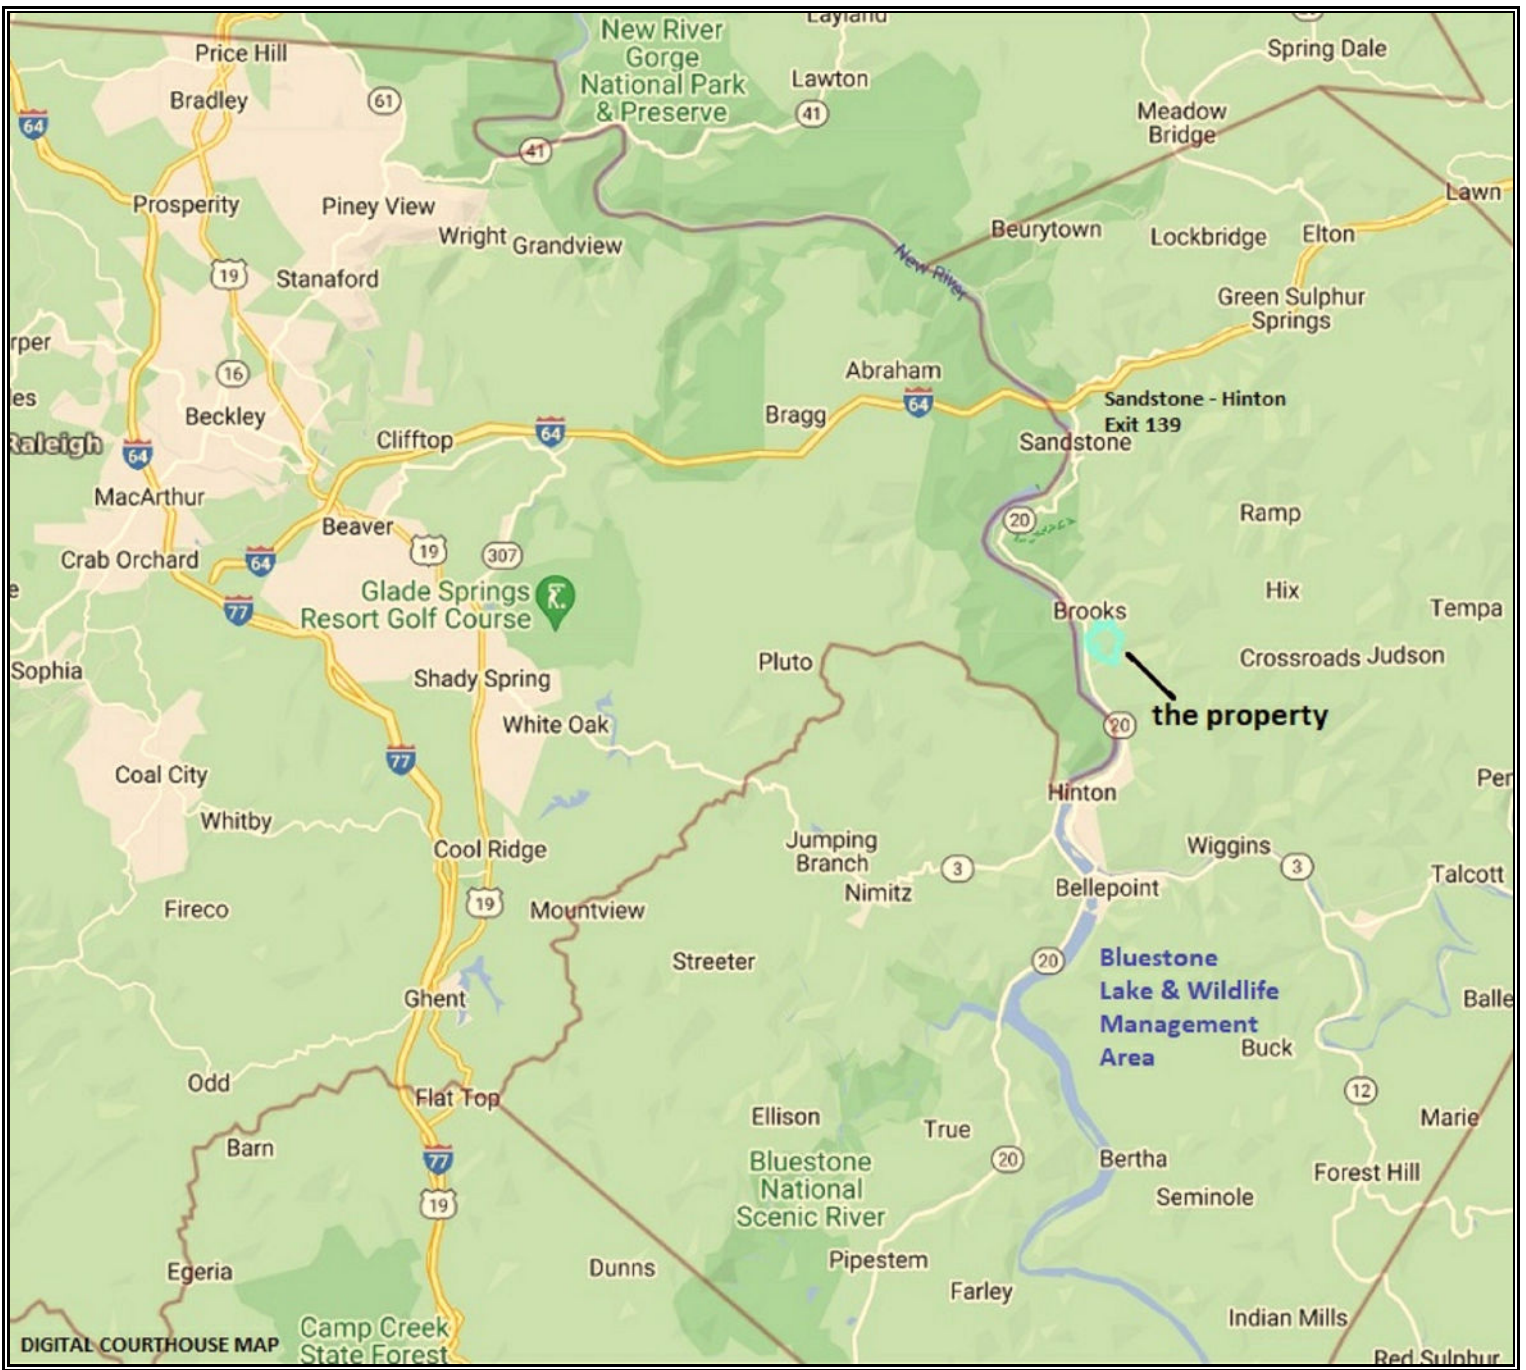 Layland
New River
Gorge
National Park
& Preserve
Price Hill
Spring Dale
Lawton
Bradley
61
41
64
Meadow
Bridge
41
Lawn
Prosperity
Piney View
Wright
Grandview
Beurytown
Lockbridge
Elton
New River
19
Stanaford
Green Sulphur
Springs
rper
16
Abraham
es
64
Sandstone - Hinton
Exit 139
Beckley
Bragg
Raleigh
64
Clifftop
64
Sandstone
MacArthur
Ramp
20
Beaver
19
307
Crab Orchard
64
e
Glade Springs
Resort Golf Course
Hix
77
Brooks
Tempa
Sophia
Shady Spring
Pluto
Crossroads
Judson
White Oak
the property
20
77
Coal City
Per
Hinton
Whitby
Cool Ridge
Jumping
Branch
Wiggins
3
3
Nimitz
Bellepoint
Talcott
Fireco
19
Mountview
Streeter
20
Bluestone
Lake & Wildlife
Management
Area
Ghent
Balle
Buck
Odd
Flat Top
12
Ellison
True
Marie
Barn
77
Bluestone
National
Scenic River
20
Bertha
Forest Hill
19
Seminole
Egeria
Dunns
Pipestem
Farley
Camp Creek
State Forest
Indian Mills
DIGITAL COURTHOUSE MAP
Red Sulphur